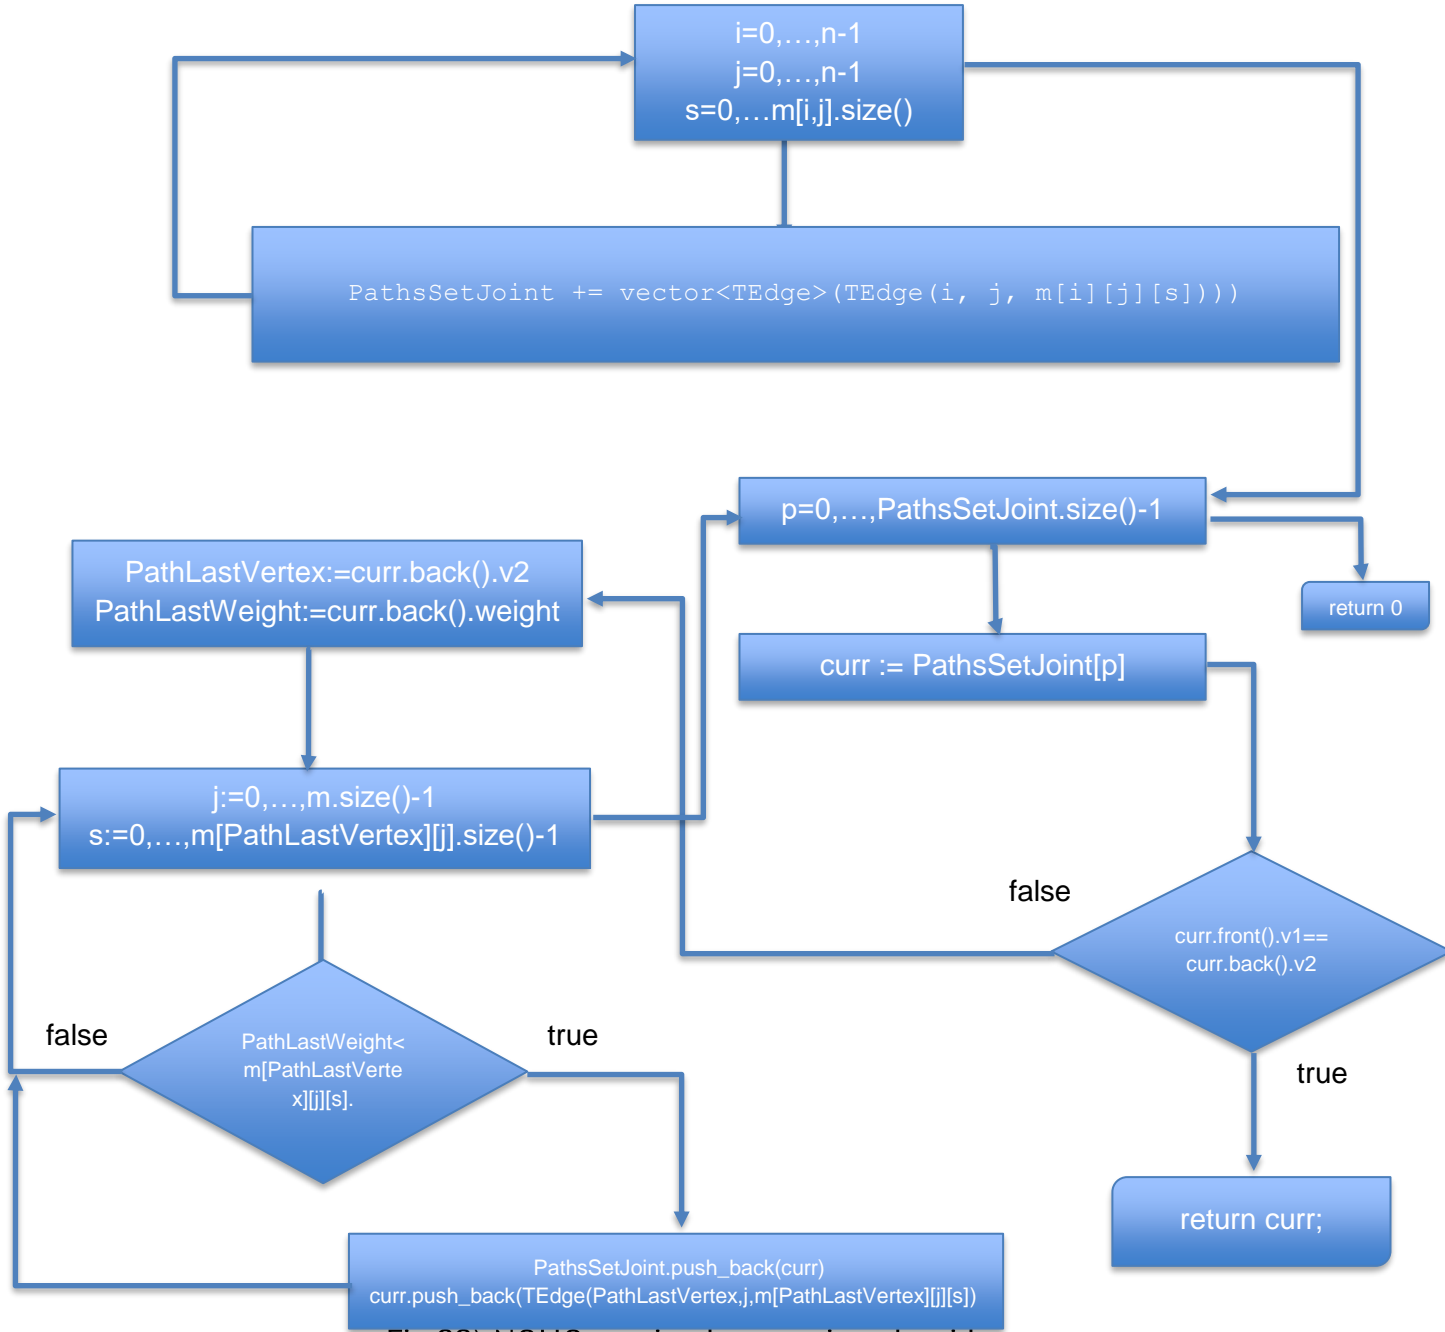 i=0,…,n-1
j=0,…,n-1
s=0,…m[i,j].size()
PathsSetJoint += vector<TEdge>(TEdge(i, j, m[i][j][s])))
p=0,…,PathsSetJoint.size()-1
return 0
PathLastVertex:=curr.back().v2
PathLastWeight:=curr.back().weight
curr := PathsSetJoint[p]
j:=0,…,m.size()-1
s:=0,…,m[PathLastVertex][j].size()-1
false
curr.front().v1==
curr.back().v2
true
false
PathLastWeight<
m[PathLastVerte
x][j][s].
true
return curr;
PathsSetJoint.push_back(curr)
curr.push_back(TEdge(PathLastVertex,j,m[PathLastVertex][j][s])